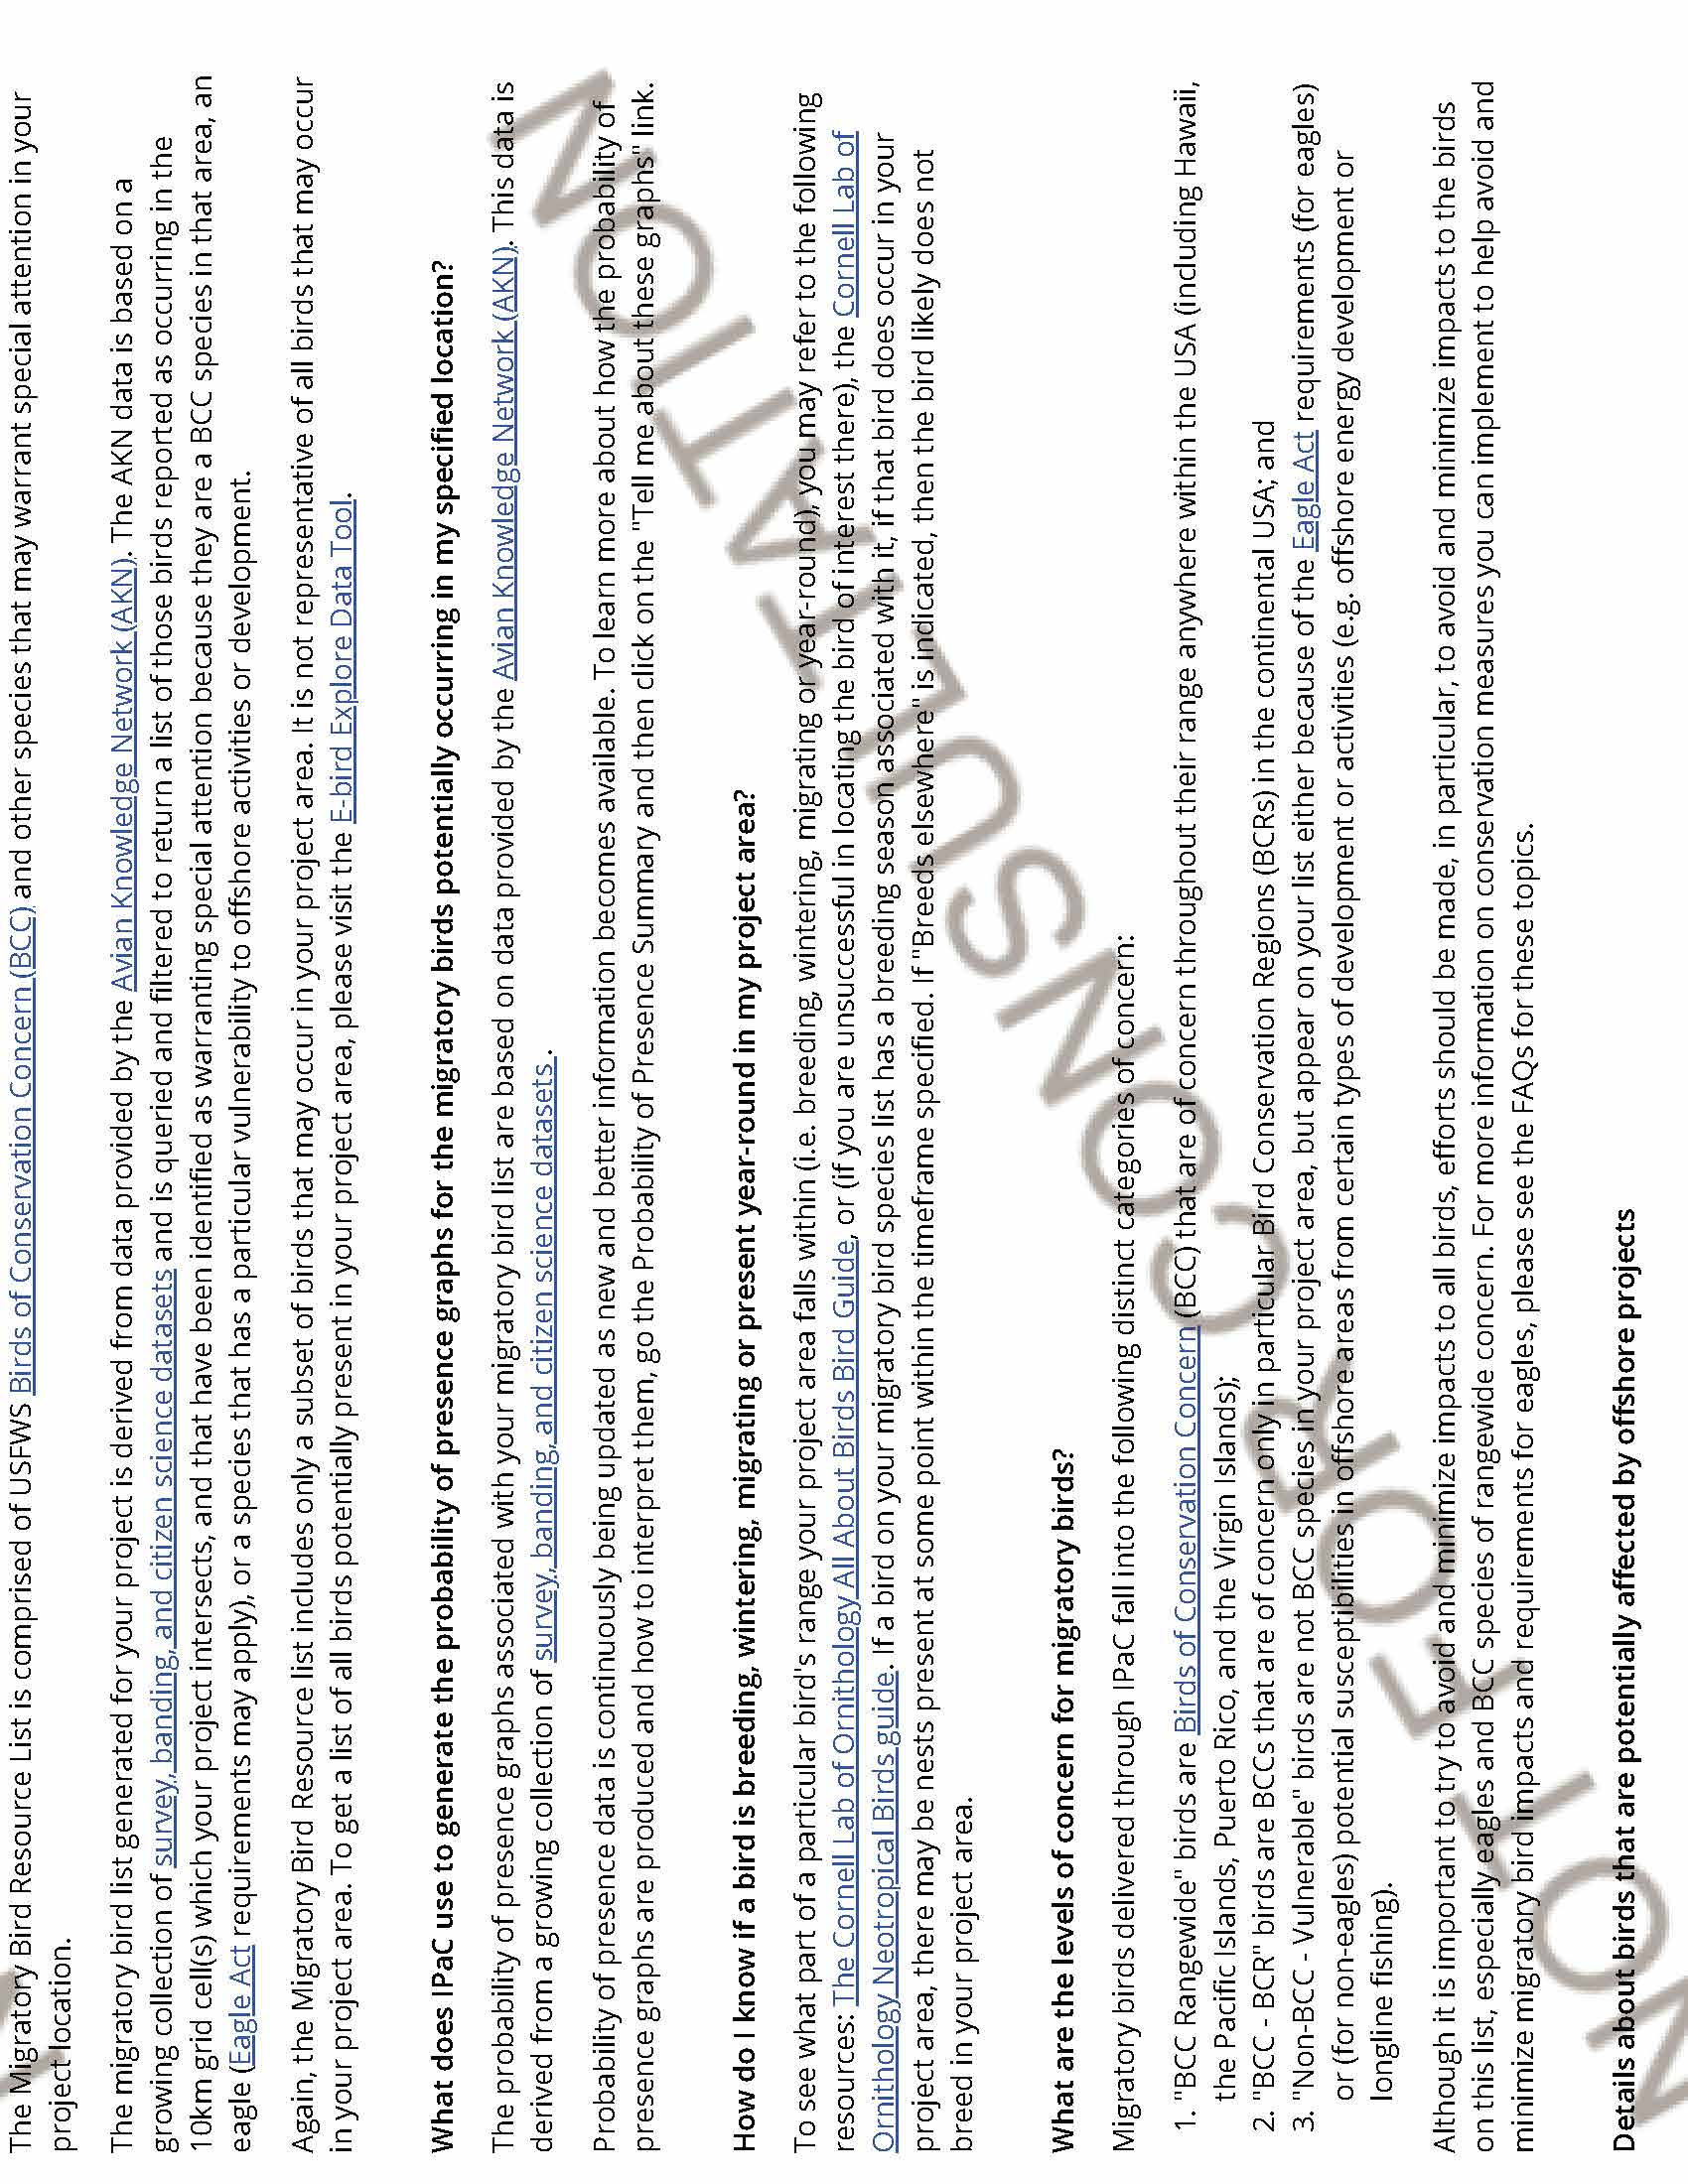 The Migratory Bird Resource List is comprised of USFWS Birds of Conservation Concern (BCC) and other species that may warrant special attention in your
project location.
The migratory bird list generated for your project is derived from data provided by the Avian Knowledge Network (AKN). The AKN data is based on a
growing collection of survey, banding, and citizen science datasets and is queried and filtered to return a list of those birds reported as occurring in the
10km grid cell(s) which your project intersects, and that have been identified as warranting special attention because they are a BCC species in that area, an
eagle (Eagle Act requirements may apply), or a species that has a particular vulnerability to offshore activities or development.
Again, the Migratory Bird Resource list includes only a subset of birds that may occur in your project area. It is not representative of all birds that may occur
in your project area. To get a list of all birds potentially present in your project area, please visit the E-bird Explore Data Tool.
What does IPaC use to generate the probability of presence graphs for the migratory birds potentially occurring in my specified location?
The probability of presence graphs associated with your migratory bird list are based on data provided by the Avian Knowledge Network (AKN). This data is
derived from a growing collection of survey, banding, and citizen science datasets .
Probability of presence data is continuously being updated as new and better information becomes available. To learn more about how the probability of
presence graphs are produced and how to interpret them, go the Probability of Presence Summary and then click on the "Tell me about these graphs" link.
How do I know if a bird is breeding, wintering, migrating or present year-round in my project area?
To see what part of a particular bird's range your project area falls within (i.e. breeding, wintering, migrating or year-round), you may refer to the following
resources: The Cornell Lab of Ornithology All About Birds Bird Guide, or (if you are unsuccessful in locating the bird of interest there), the Cornell Lab of
Ornithology Neotropical Birds guide. If a bird on your migratory bird species list has a breeding season associated with it, if that bird does occur in your
project area, there may be nests present at some point within the timeframe specified. If "Breeds elsewhere" is indicated, then the bird likely does not
breed in your project area.
What are the levels of concern for migratory birds?
Migratory birds delivered through IPaC fall into the following distinct categories of concern:
1. "BCC Rangewide" birds are Birds of Conservation Concern (BCC) that are of concern throughout their range anywhere within the USA (including Hawaii,
the Pacific Islands, Puerto Rico, and the Virgin Islands);
2. "BCC - BCR" birds are BCCs that are of concern only in particular Bird Conservation Regions (BCRs) in the continental USA; and
3. "Non-BCC - Vulnerable" birds are not BCC species in your project area, but appear on your list either because of the Eagle Act requirements (for eagles)
or (for non-eagles) potential susceptibilities in offshore areas from certain types of development or activities (e.g. offshore energy development or
longline fishing).
Although it is important to try to avoid and minimize impacts to all birds, efforts should be made, in particular, to avoid and minimize impacts to the birds
on this list, especially eagles and BCC species of rangewide concern. For more information on conservation measures you can implement to help avoid and
minimize migratory bird impacts and requirements for eagles, please see the FAQs for these topics.
Details about birds that are potentially affected by offshore projects
NOT FOR CONSULTATION